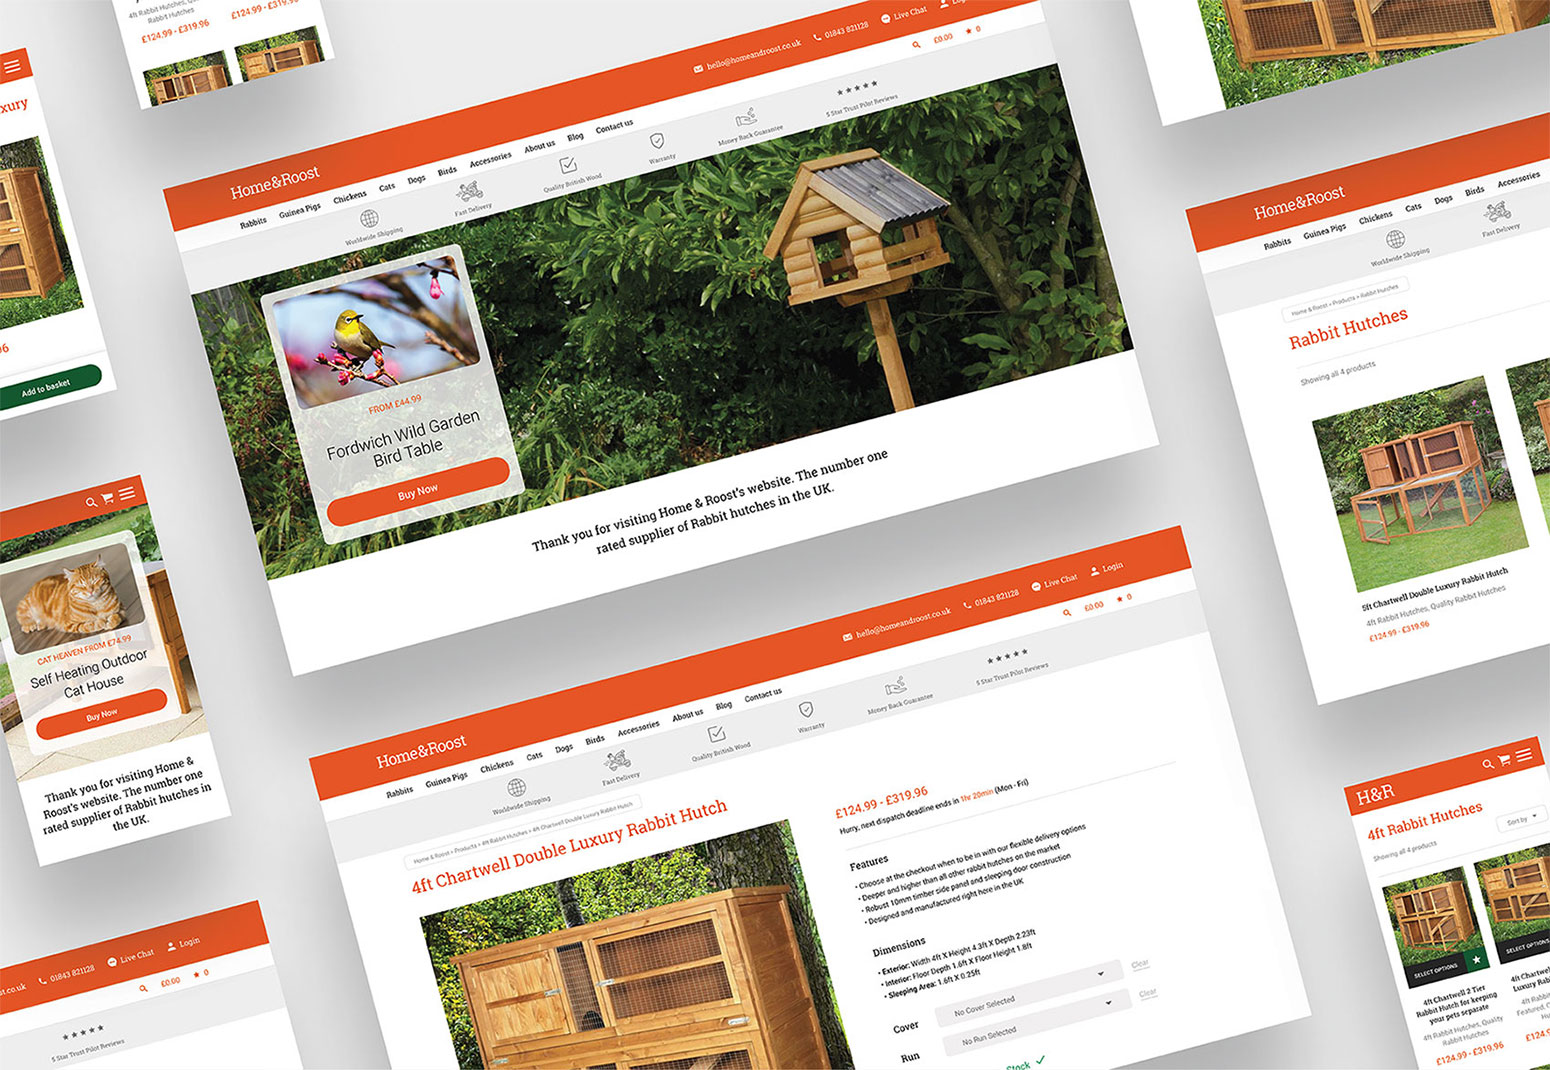 4ft Rabbit Hutches, Quality
Rabbit Hutches
£124.99 - £319.96
£124.99 - £319.96
xury
Add to basket
hello@homeandroost.co.uk
01843 821128
Live Chat
£0.00
0
Home&Roost
Rabbits
Guinea Pigs
Chickens
Cats
Dogs
Birds
Accessories
About us
Blog
Contact us
Worldwide Shipping
Fast Delivery
Quality British Wood
Warranty
Money Back Guarantee
5 Star Trust Pilot Reviews
FROM £44.99
Fordwich Wild Garden
Bird Table
Buy Now
Thank you for visiting Home & Roost's website. The number one
rated supplier of Rabbit hutches in the UK.
Home&Roost
Rabbits
Guinea Pigs
Chickens
Cats
Dogs
Birds
Accessories
Worldwide Shipping
Fast Delivery
Home & Roost > Products > Rabbit Hutches
Rabbit Hutches
Showing all 4 products
5ft Chartwell Double Luxury Rabbit Hutch
4ft Rabbit Hutches, Quality Rabbit Hutches
£124.99 - £319.96
CAT HEAVEN FROM £74.99
Self Heating Outdoor
Cat House
Buy Now
Thank you for visiting Home &
Roost's website. The number one
rated supplier of Rabbit hutches in
the UK.
hello@homeandroost.co.uk
01843 821128
Live Chat
Login
£0.00
0
Home&Roost
Rabbits
Guinea Pigs
Chickens
Cats
Dogs
Birds
Accessories
About us
Blog
Contact us
Worldwide Shipping
Fast Delivery
Quality British Wood
Warranty
Money Back Guarantee
5 Star Trust Pilot Reviews
Home & Roost > Products > 4ft Rabbit Hutches > 4ft Chartwell Double Luxury Rabbit Hutch
4ft Chartwell Double Luxury Rabbit Hutch
£124.99 - £319.96
Hurry, next dispatch deadline ends in 1hr 20min (Mon - Fri)
Features
• Choose at the checkout when to be in with our flexible delivery options
• Deeper and higher than all other rabbit hutches on the market
• Robust 10mm timber side panel and sleeping door construction
• Designed and manufactured right here in the UK
Dimensions
• Exterior: Width 4ft X Height 4.3ft X Depth 2.23ft
• Interior: Floor Depth 1.6ft X Floor Height 1.8ft
• Sleeping Area: 1.6ft X 0.25ft
Cover
No Cover Selected
Clear
Run
No Run Selected
Clear
Stock
H&R
4ft Rabbit Hutches
Sort by
Showing all 4 products
SELECT OPTIONS
SELECT OPTIONS
4ft Chartwell 2 Tier
Rabbit Hutch for keeping
your pets separate
4ft Rabbit Hutches, Quality
Rabbit Hutches
£124.99 - £319.96
£124.9
st.co.uk
01843 821128
Live Chat
Login
£0.00
0
5 Star Trust Pilot Reviews